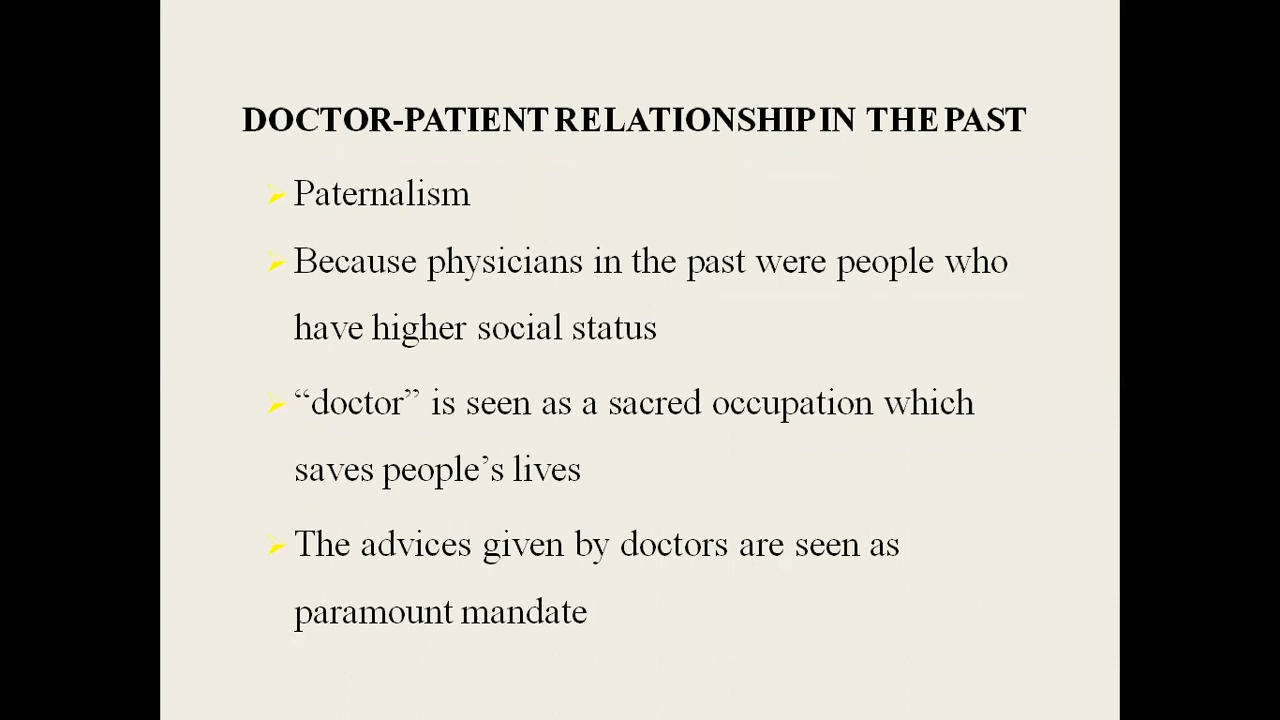 DOCTOR-PATIENT RELATIONSHIP IN THE PAST
Paternalism
Because physicians in the past were people who
have higher social status
“doctor” is seen as a sacred occupation which
saves people’s lives
The advices given by doctors are seen as
paramount mandate